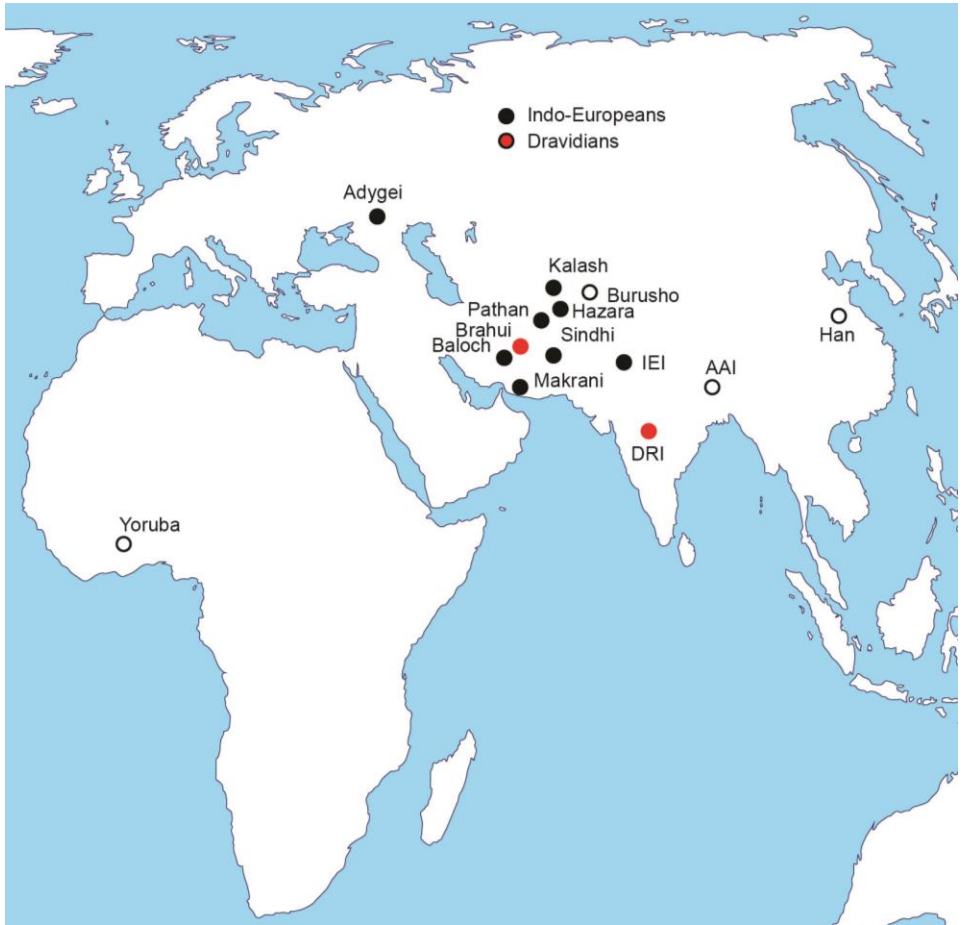 Indo-Europeans
Dravidians
Adygei
Kalash
Burusho
Hazara
Pathan
Brahui
Sindhi
Baloch
Han
IEI
AAI
Makrani
DRI
Yoruba